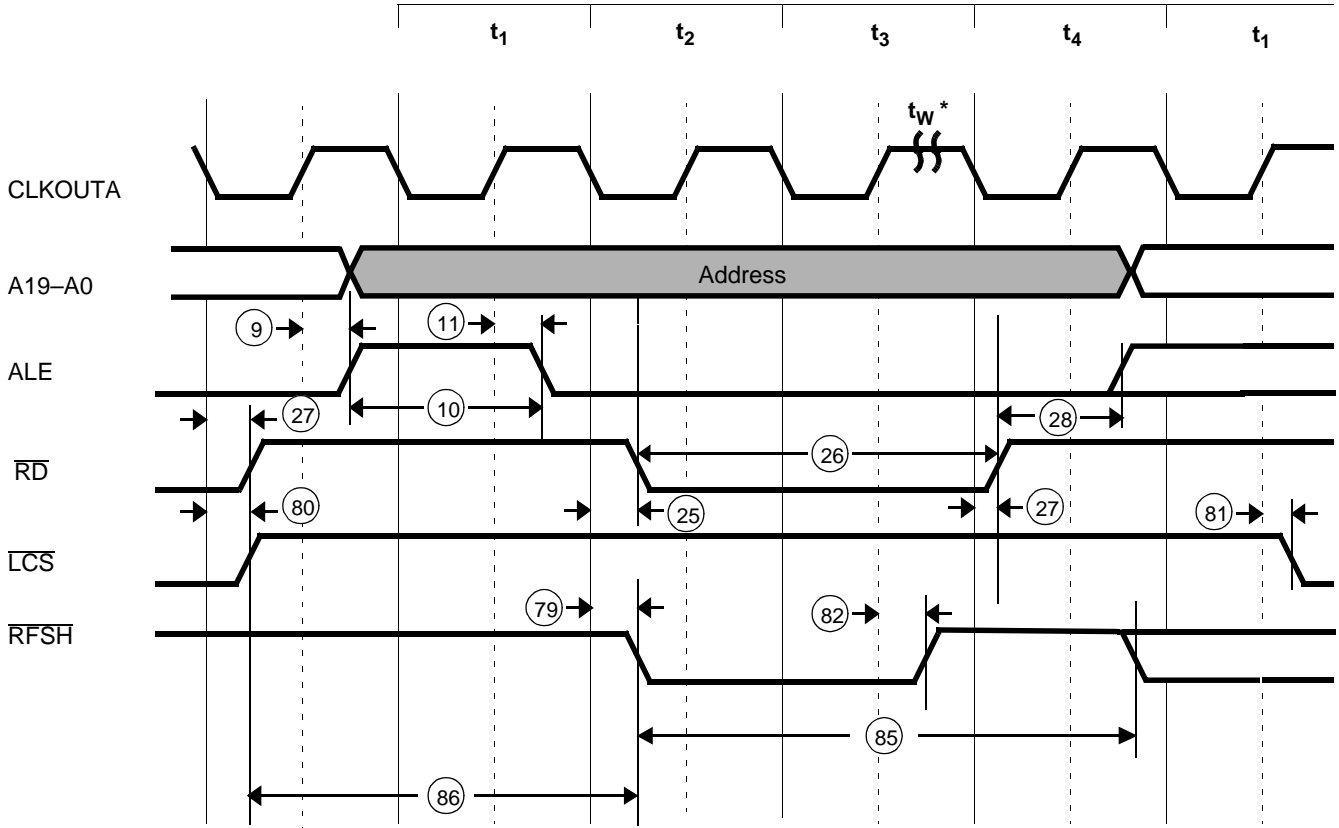 t1 t2 t3 t4 t1
tW *
CLKOUTA
A19–A0 Address
9 11
ALE
10
27 28
RD
26
80 25 27 81
LCS
79 82
RFSH
85
86